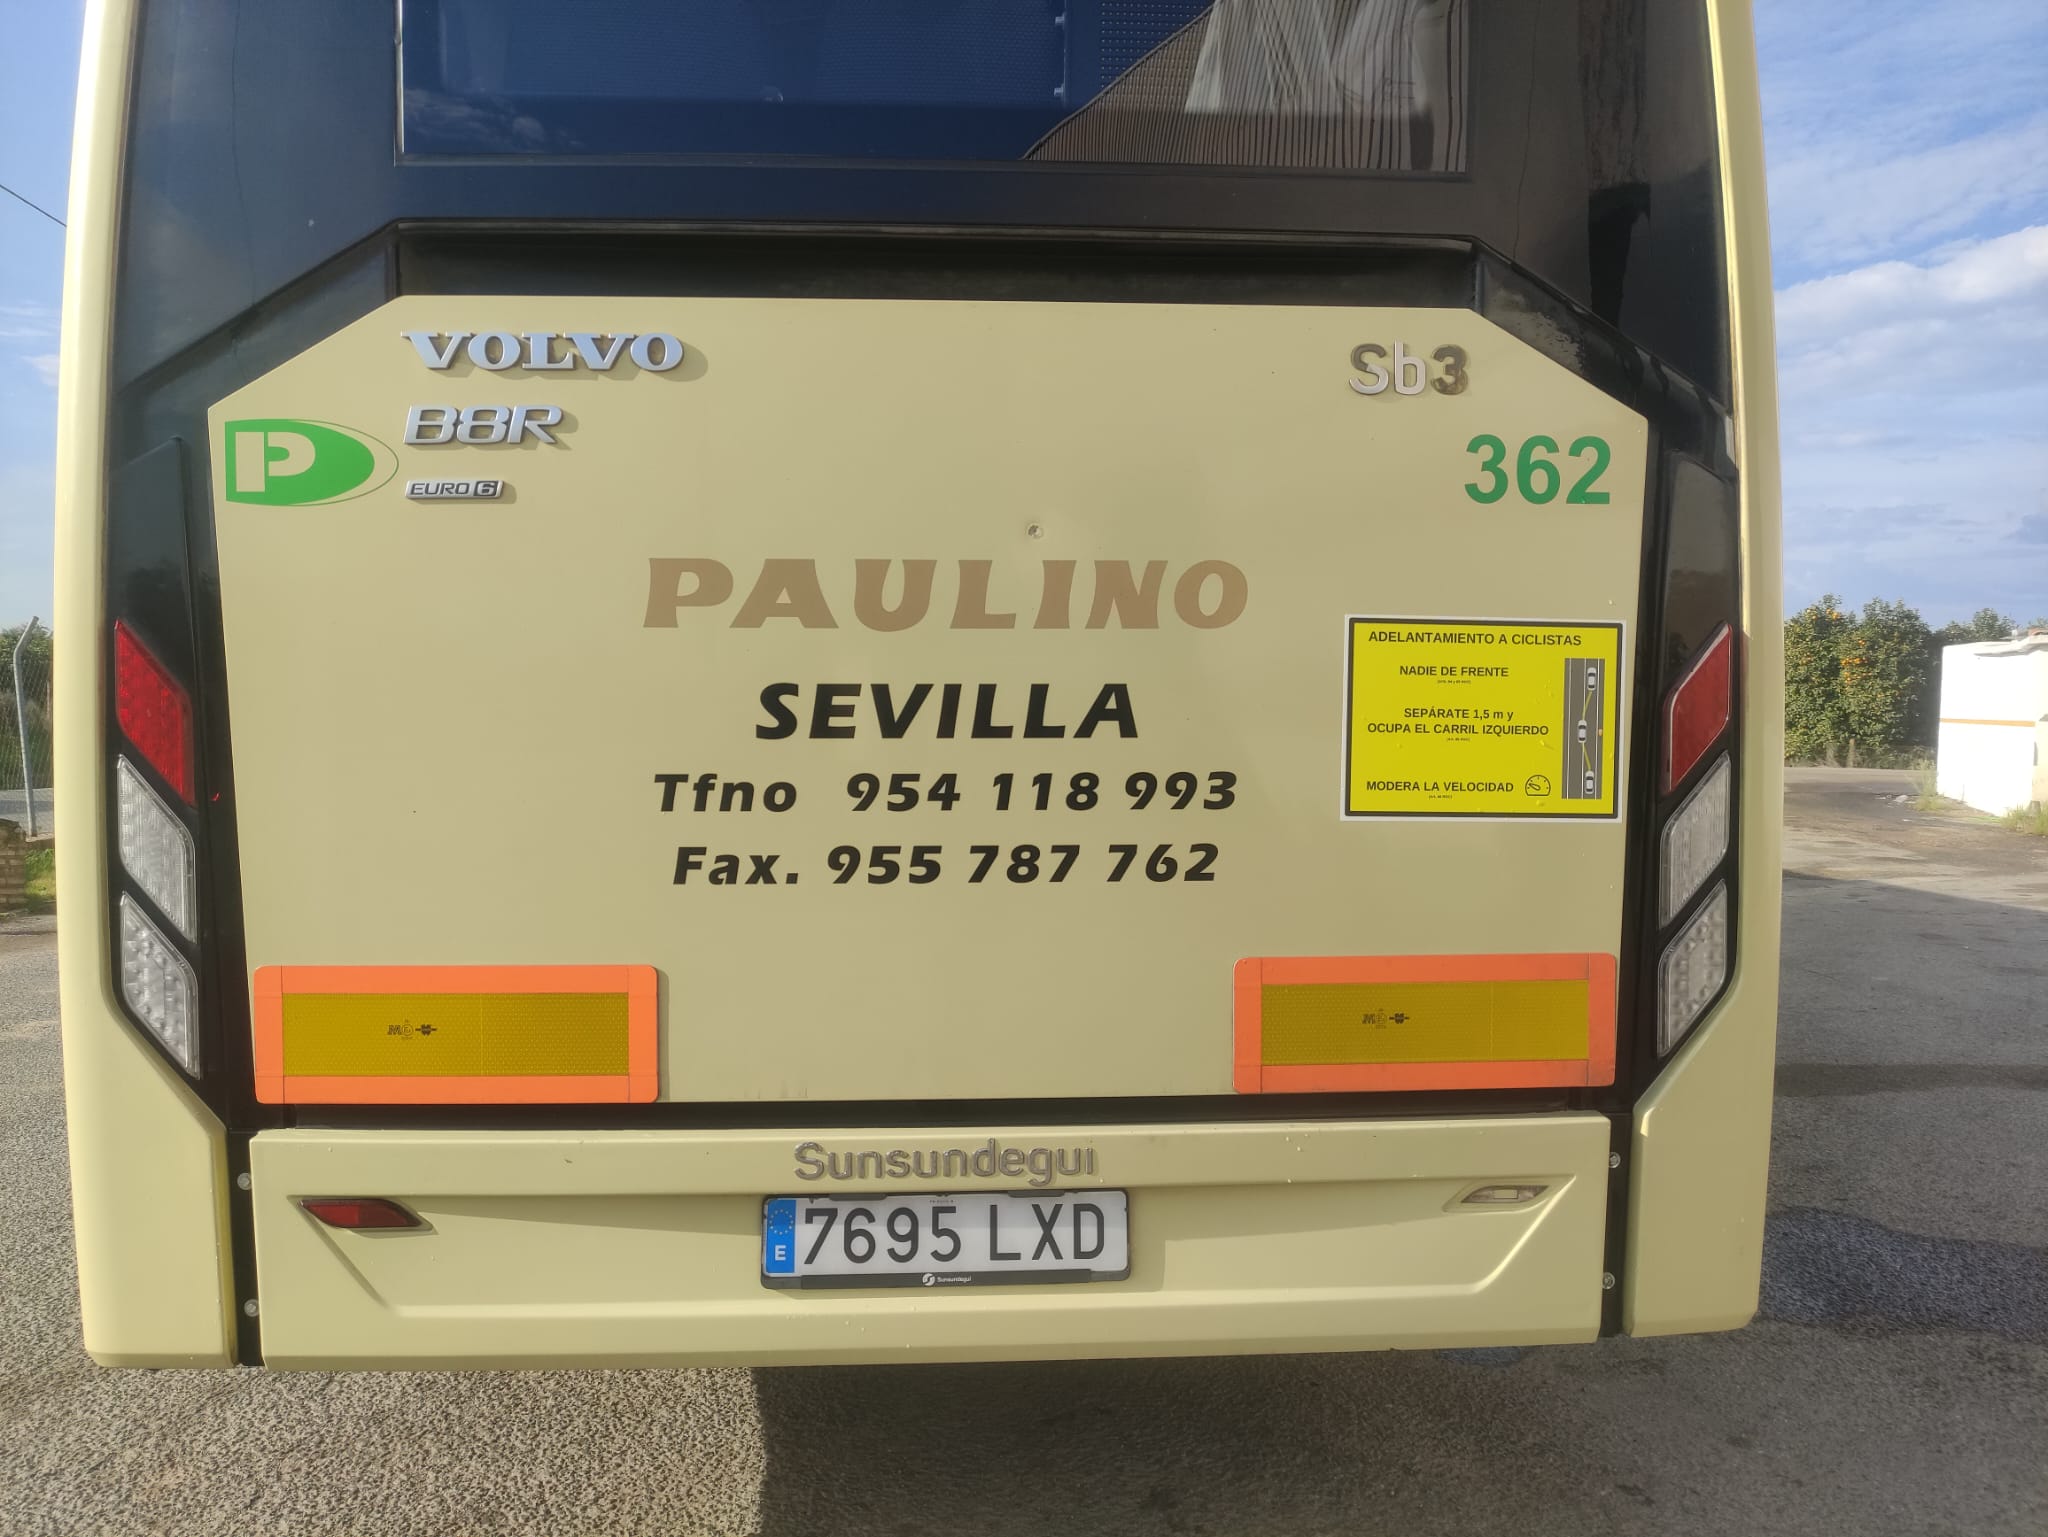 VOLVO
B8R
EURO 6
P
Sb3
362
PAULINO
SEVILLA
Tfno 954 118 993
Fax. 955 787 762
ADELANTAMIENTO A CICLISTAS
NADIE DE FRENTE
SEPÁRATE 1,5 m y
OCUPA EL CARRIL IZQUIERDO
MODERA LA VELOCIDAD
Sunsundegui
E 7695 LXD
Sunsundegui